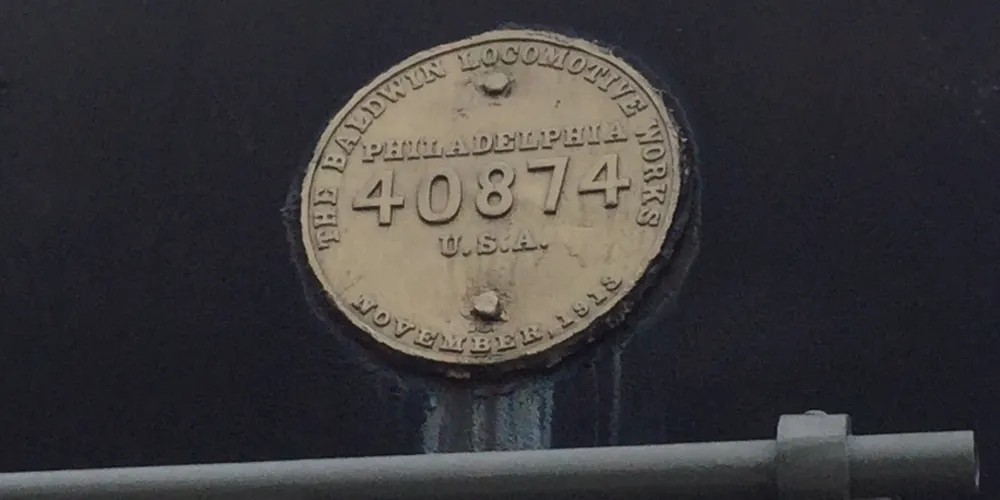 THE BALDWIN LOCOMOTIVE WORKS
PHILADELPHIA
40874
U.S.A.
NOVEMBER, 1913